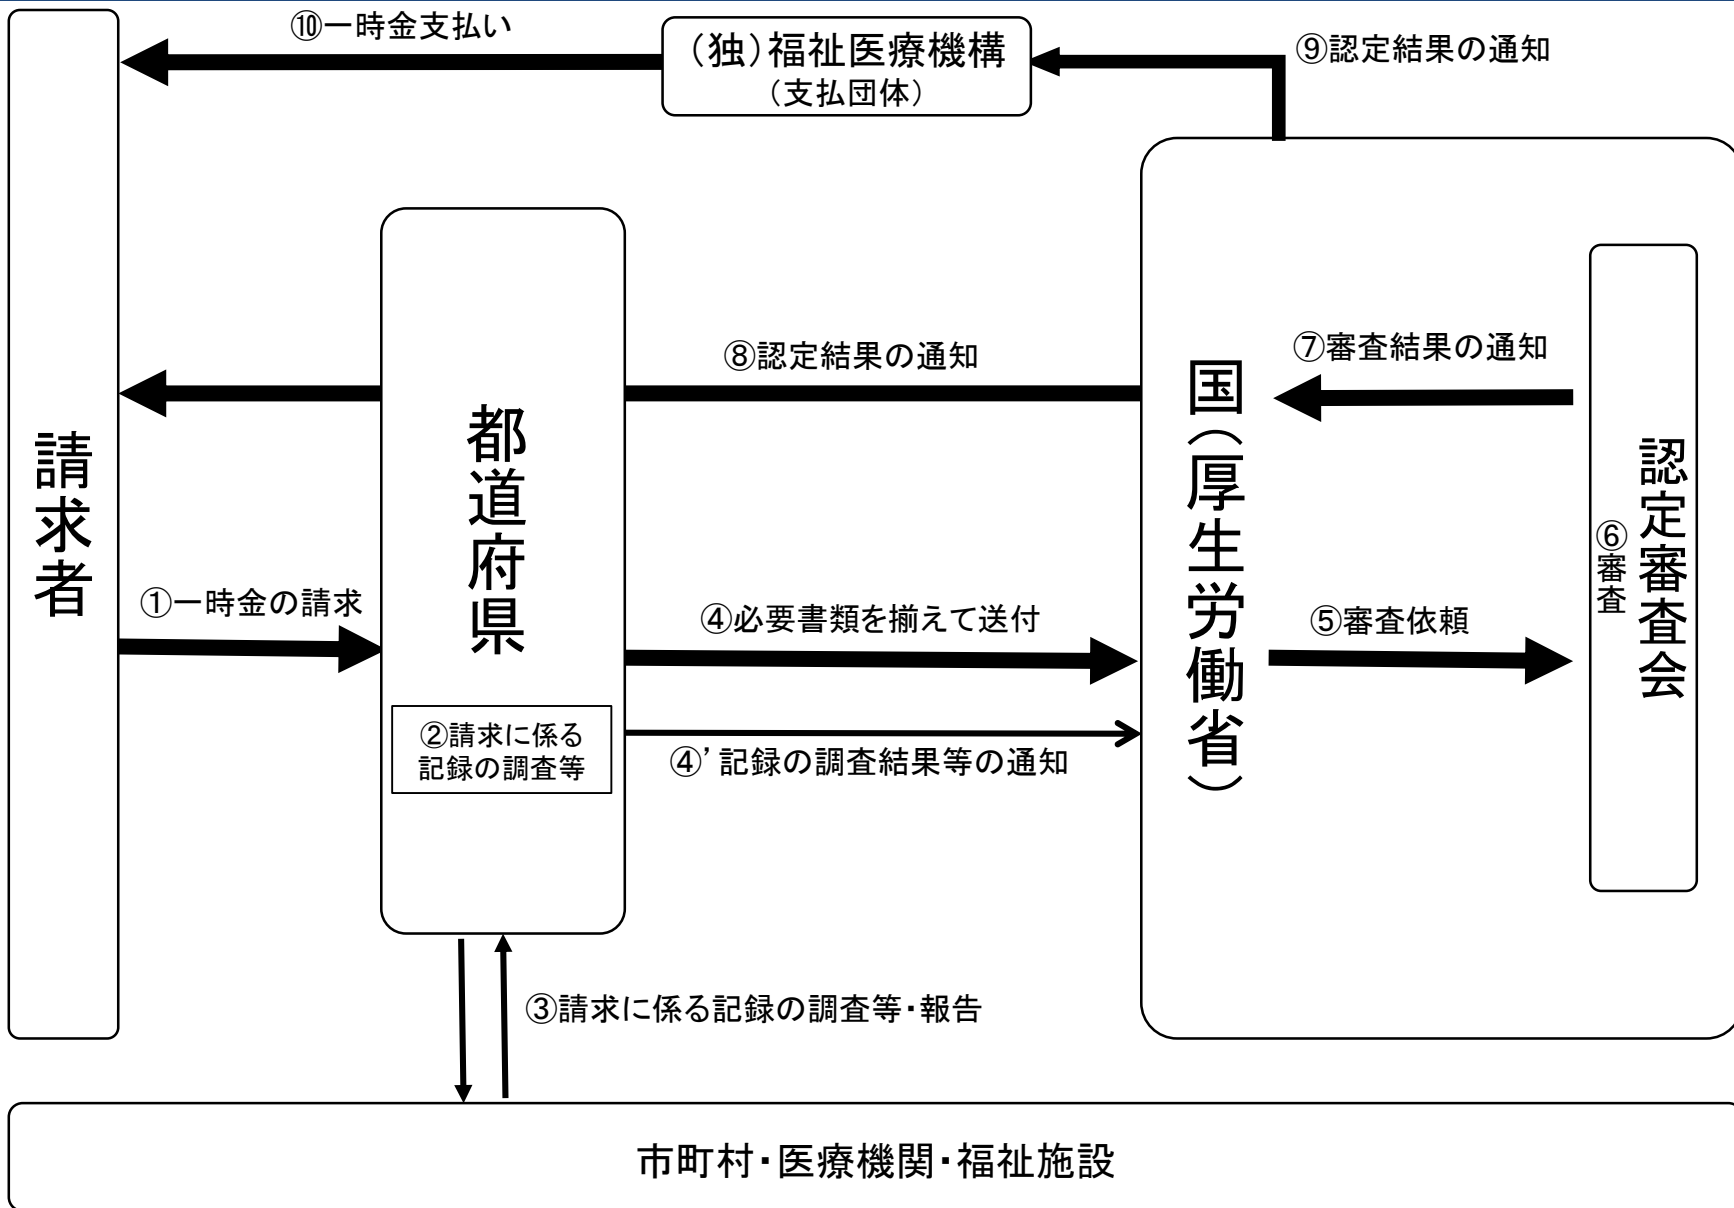 ⑩一時金支払い
（独）福祉医療機構
（支払団体）
⑨認定結果の通知
請求者
都道府県
⑧認定結果の通知
国（厚生労働省）
⑦審査結果の通知
認定審査会
⑥審査
①一時金の請求
④必要書類を揃えて送付
⑤審査依頼
②請求に係る
記録の調査等
④’記録の調査結果等の通知
③請求に係る記録の調査等・報告
市町村・医療機関・福祉施設